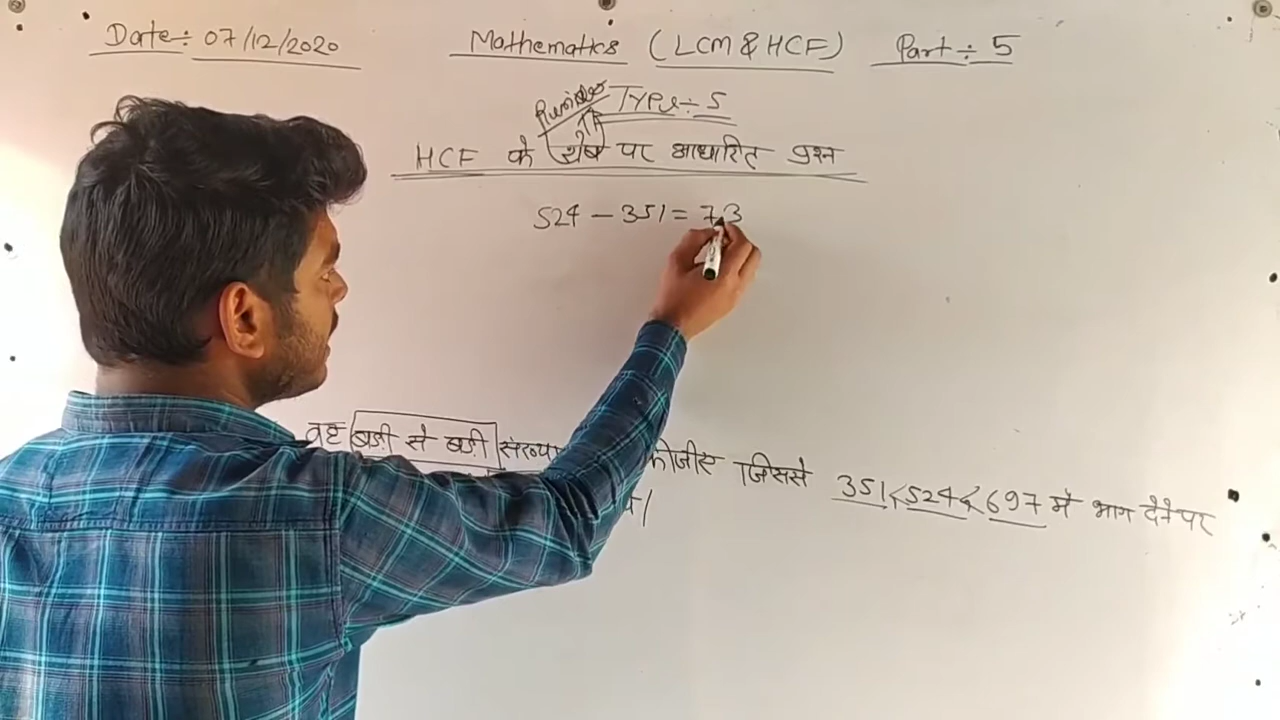 Date÷ 07/12/2020 Mathematics (LCM & HCF) Part÷ 5
TYPe÷ 5
HCF के शेष पर आधारित प्रश्न
524 - 351 = 73
वह बड़ी से बड़ी संख्या कीजीए जिससे 351<524<697 में भाग देने पर